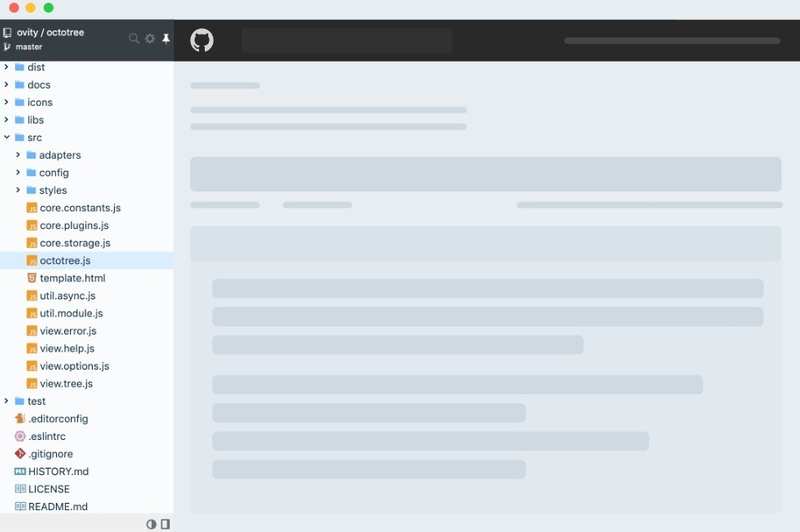 ovity / octotree
master
dist
docs
icons
libs
src
adapters
config
styles
core.constants.js
core.plugins.js
core.storage.js
octotree.js
template.html
util.async.js
util.module.js
view.error.js
view.help.js
view.options.js
view.tree.js
test
.editorconfig
.eslintrc
.gitignore
HISTORY.md
LICENSE
README.md